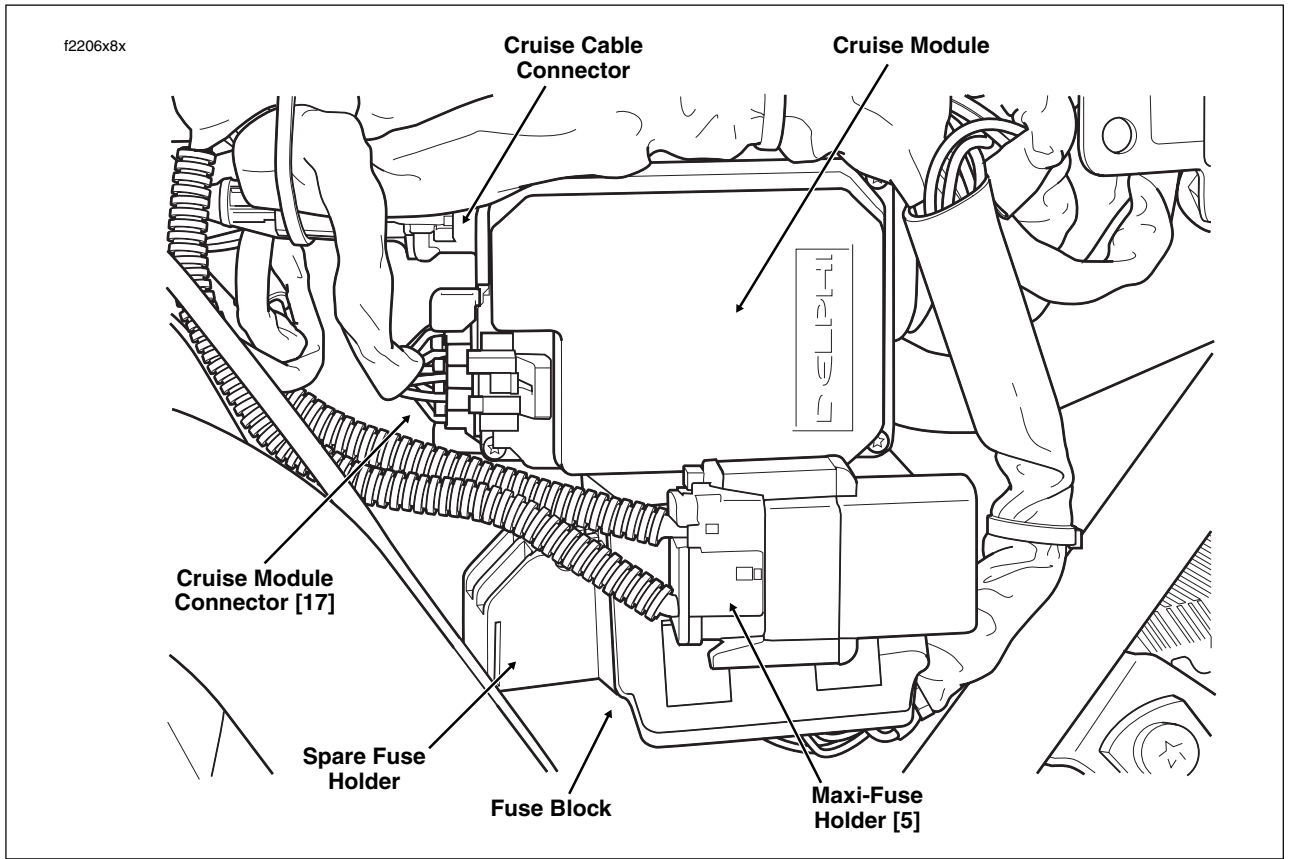 f2206x8x
Cruise Cable
Connector
Cruise Module
DELPHI
Cruise Module
Connector [17]
Spare Fuse
Holder
Fuse Block
Maxi-Fuse
Holder [5]